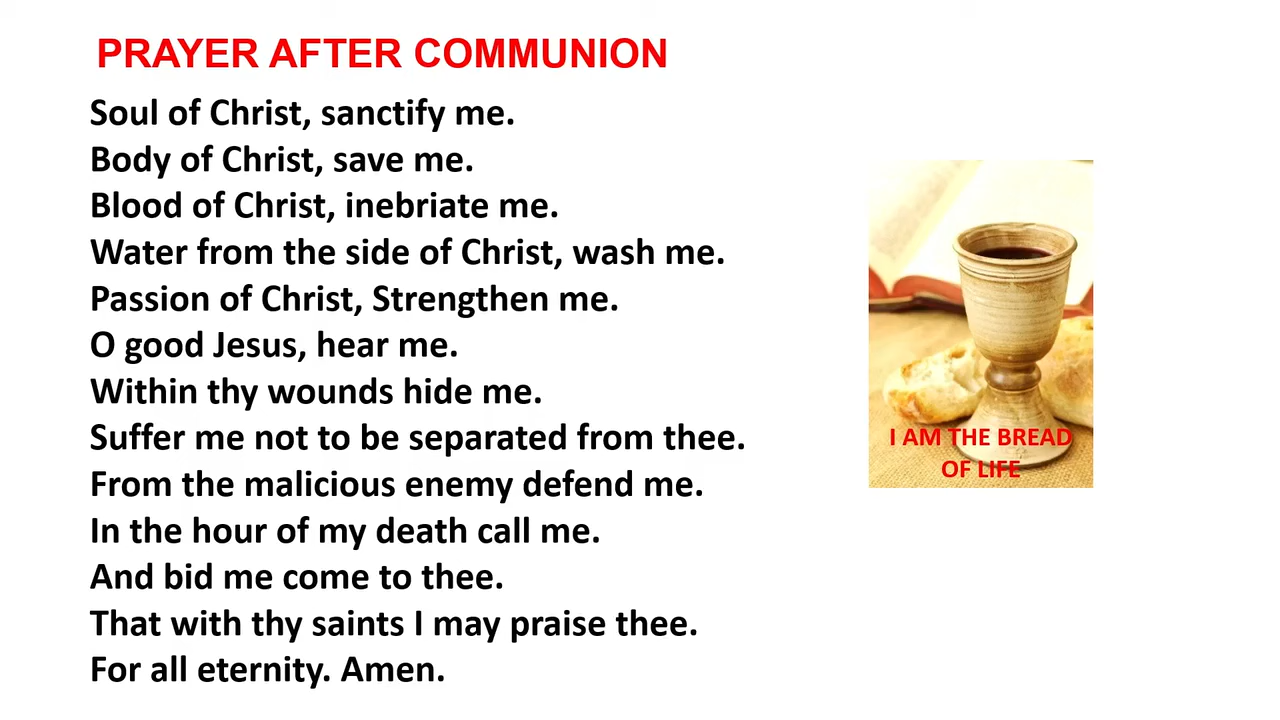 PRAYER AFTER COMMUNION
Soul of Christ, sanctify me.
Body of Christ, save me.
Blood of Christ, inebriate me.
Water from the side of Christ, wash me.
Passion of Christ, Strengthen me.
O good Jesus, hear me.
Within thy wounds hide me.
Suffer me not to be separated from thee.
From the malicious enemy defend me.
In the hour of my death call me.
And bid me come to thee.
That with thy saints I may praise thee.
For all eternity. Amen.
I AM THE BREAD
OF LIFE